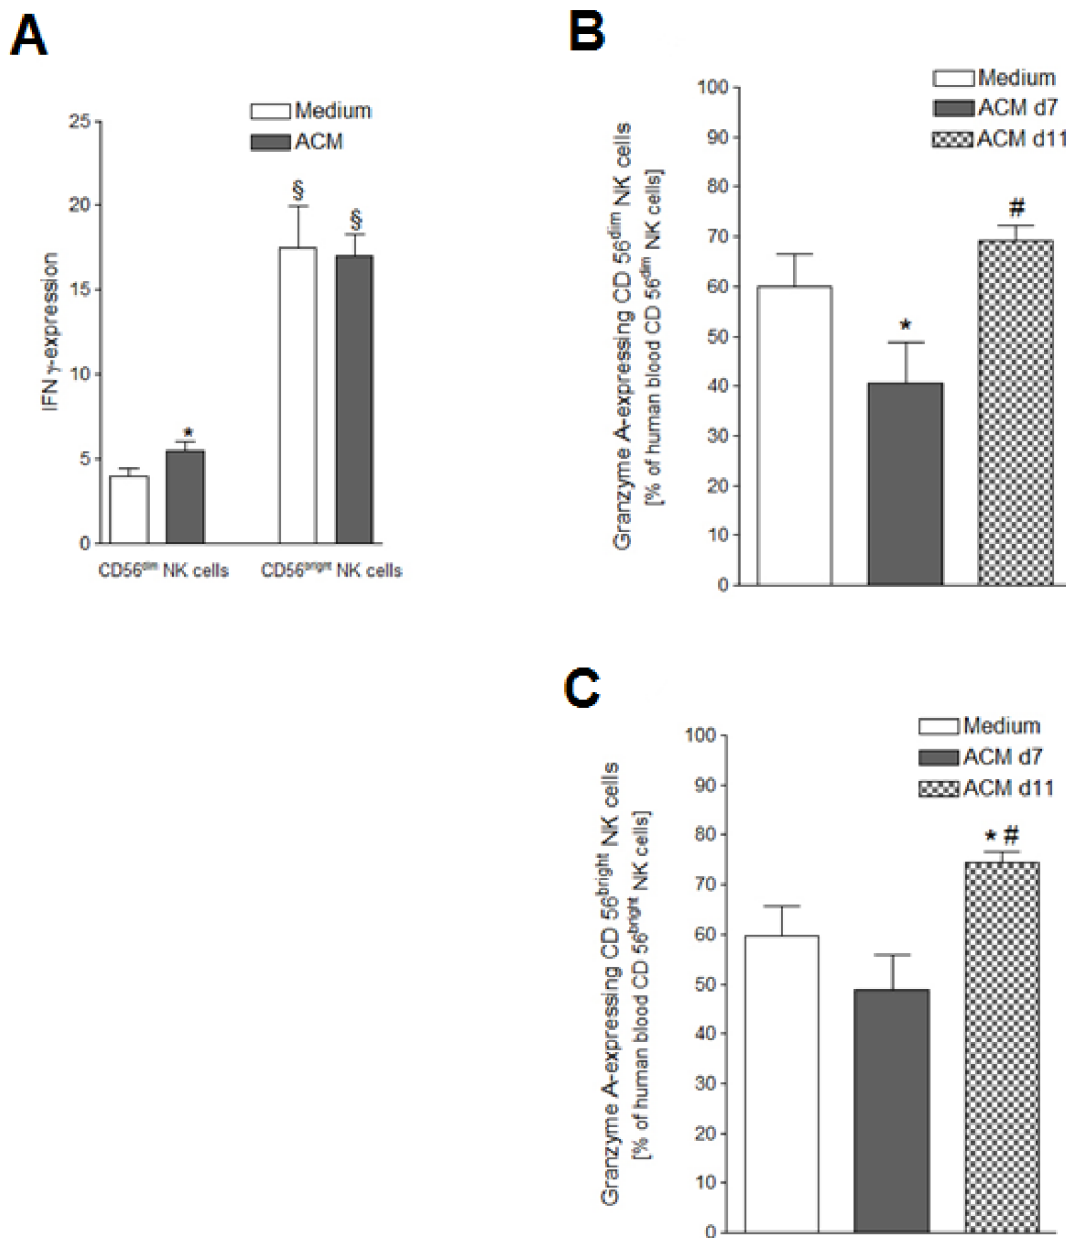 A
Medium
ACM
25
20
15
10
5
0
IFN γ-expression
§
§
*
CD56dim NK cells
CD56bright NK cells
B
Medium
ACM d7
ACM d11
100
90
80
70
60
50
40
30
20
10
0
Granzyme A-expressing CD 56dim NK cells
[% of human blood CD 56dim NK cells]
*
#
C
Medium
ACM d7
ACM d11
100
90
80
70
60
50
40
30
20
10
0
Granzyme A-expressing CD 56bright NK cells
[% of human blood CD 56bright NK cells]
* #